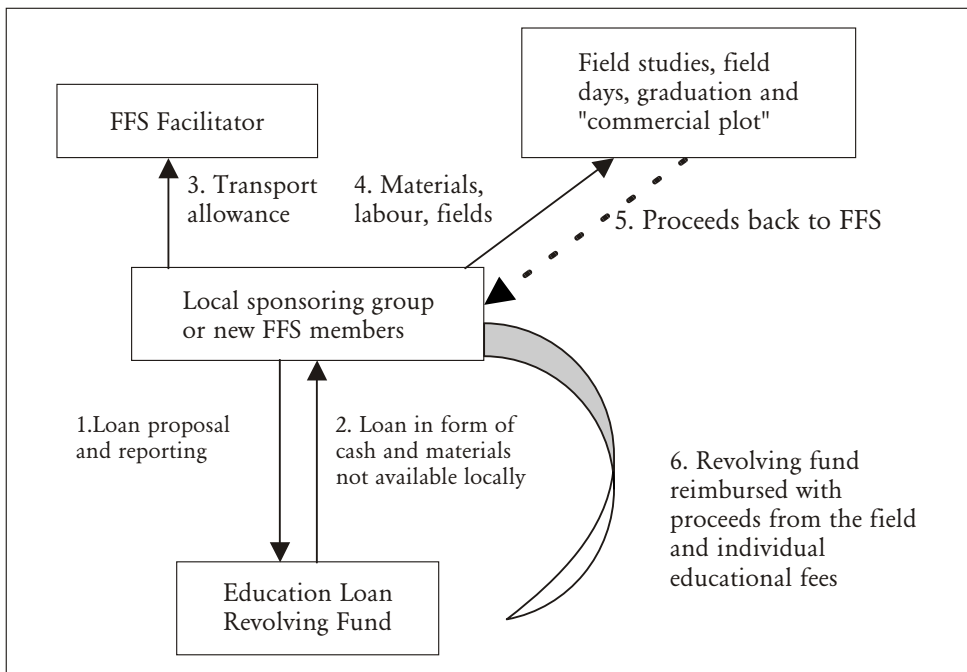 Field studies, field
days, graduation and
"commercial plot"
FFS Facilitator
3. Transport
allowance
4. Materials,
labour, fields
5. Proceeds back to FFS
Local sponsoring group
or new FFS members
1.Loan proposal
and reporting
2. Loan in form of
cash and materials
not available locally
6. Revolving fund
reimbursed with
proceeds from the field
and individual
educational fees
Education Loan
Revolving Fund